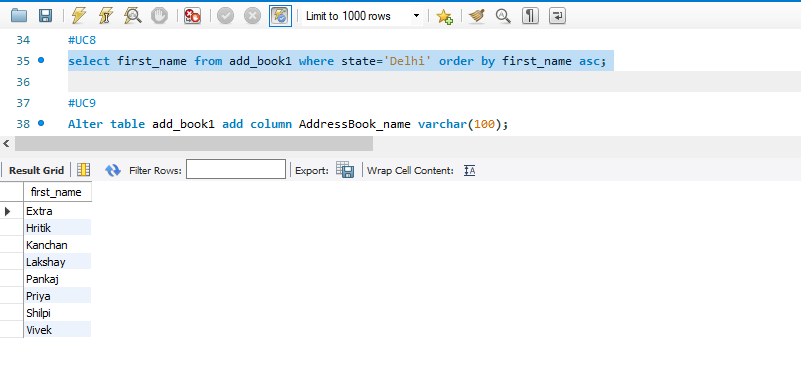 Limit to 1000 rows
34 #UC8
35 select first_name from add_book1 where state='Delhi' order by first_name asc;
36
37 #UC9
38 Alter table add_book1 add column AddressBook_name varchar(100);
Result Grid Filter Rows: Export: Wrap Cell Content: IA
first_name
Extra
Hritik
Kanchan
Lakshay
Pankaj
Priya
Shilpi
Vivek